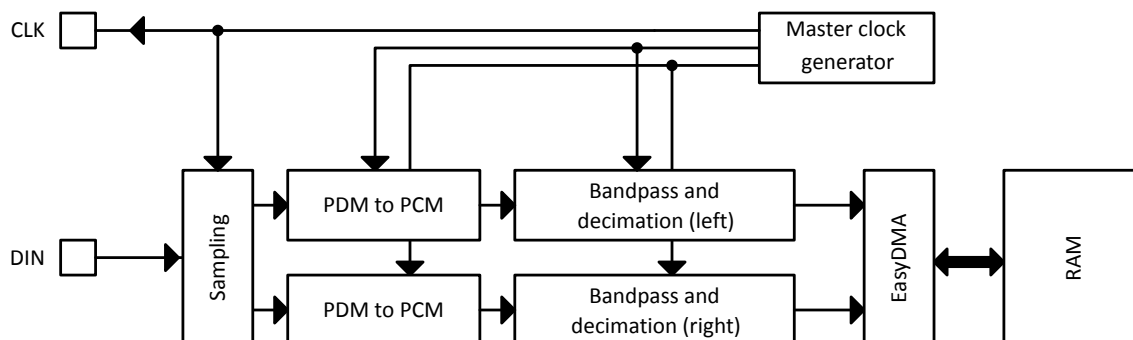 CLK
Master clock
generator
DIN
Sampling
PDM to PCM
Bandpass and
decimation (left)
PDM to PCM
Bandpass and
decimation (right)
EasyDMA
RAM